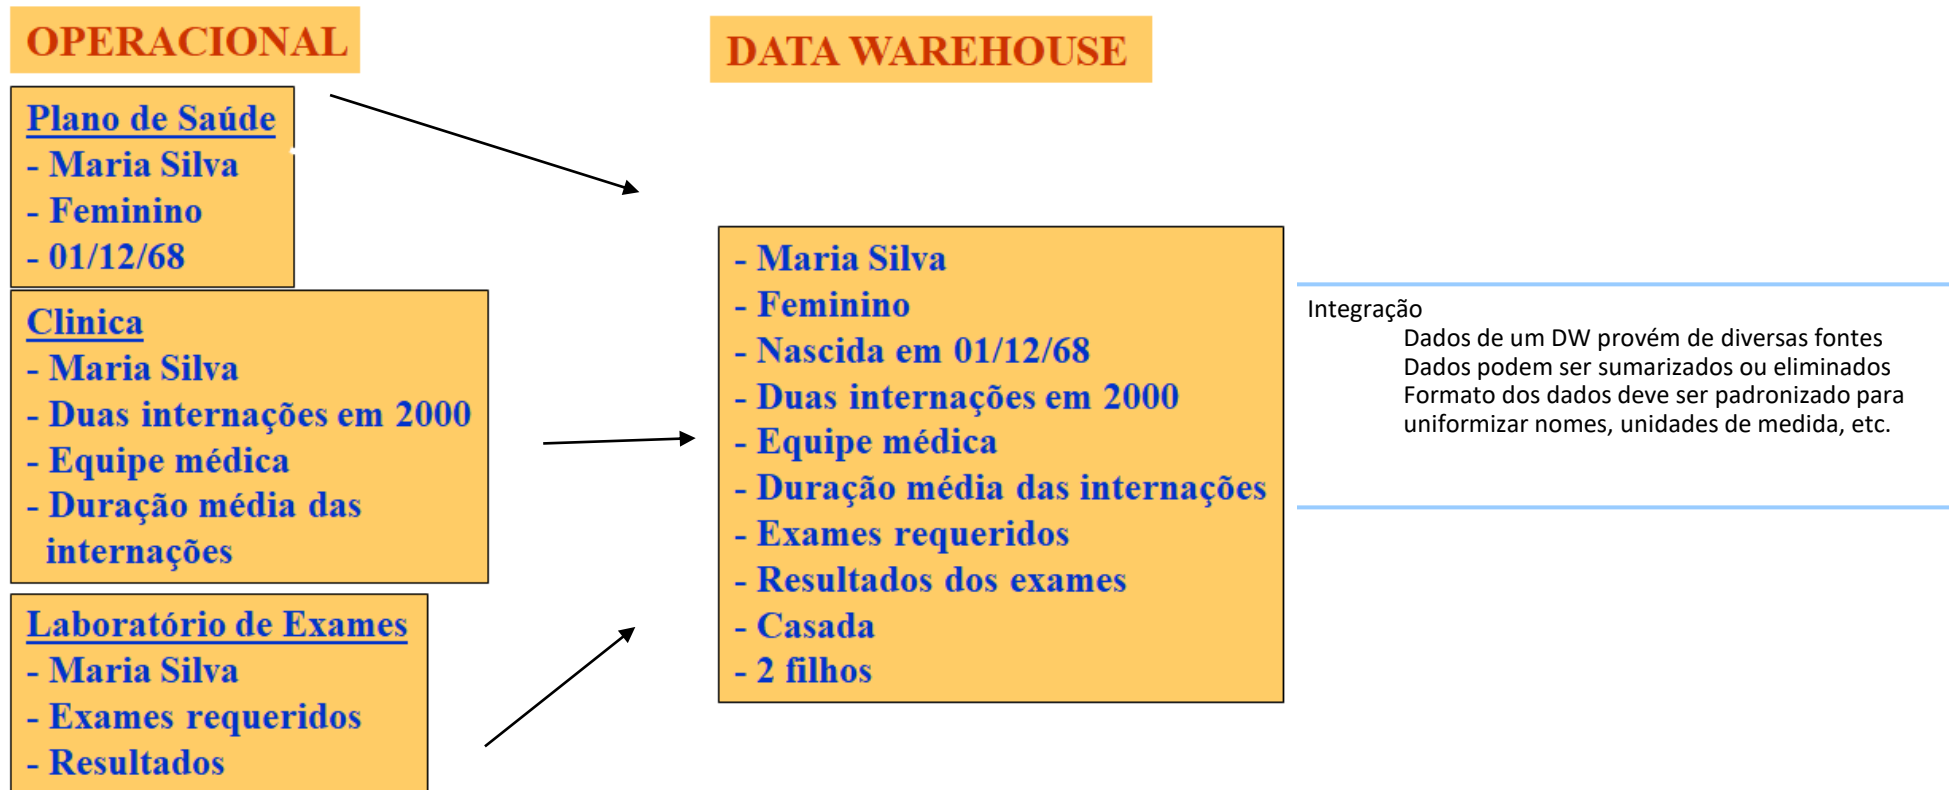 OPERACIONAL
Plano de Saúde
- Maria Silva
- Feminino
- 01/12/68
Clinica
- Maria Silva
- Duas internações em 2000
- Equipe médica
- Duração média das
internações
Laboratório de Exames
- Maria Silva
- Exames requeridos
- Resultados
DATA WAREHOUSE
- Maria Silva
- Feminino
- Nascida em 01/12/68
- Duas internações em 2000
- Equipe médica
- Duração média das internações
- Exames requeridos
- Resultados dos exames
- Casada
- 2 filhos
Integração
Dados de um DW provém de diversas fontes
Dados podem ser sumarizados ou eliminados
Formato dos dados deve ser padronizado para
uniformizar nomes, unidades de medida, etc.